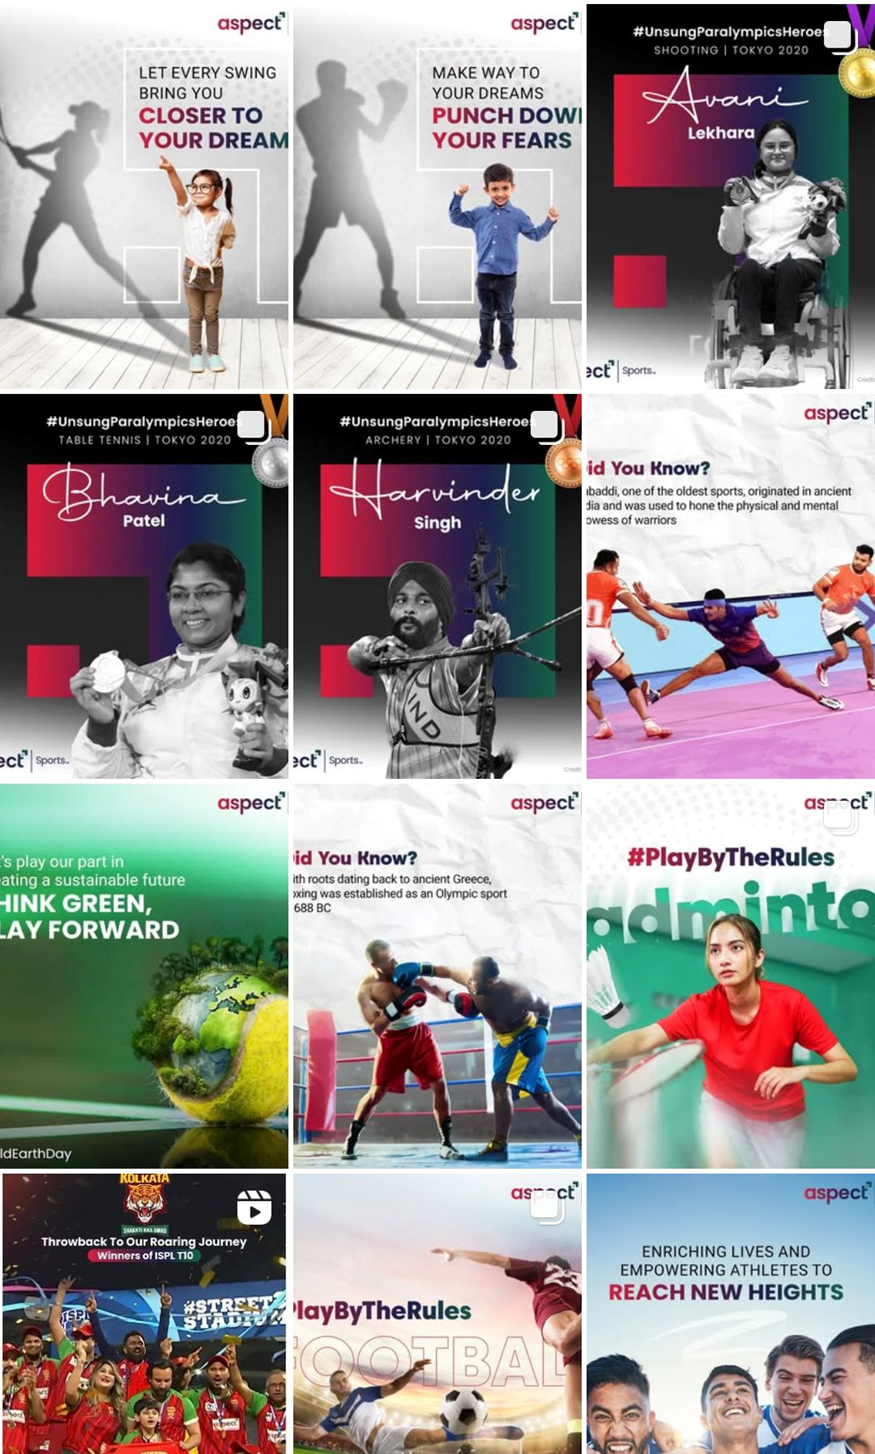 aspect
LET EVERY SWING
BRING YOU
CLOSER TO
YOUR DREAM
aspect
MAKE WAY TO
YOUR DREAMS
PUNCH DOWN
YOUR FEARS
#UnsungParalympicsHeroes
SHOOTING | TOKYO 2020
Avani
Lekhara
ect | Sports
#UnsungParalympicsHeroes
TABLE TENNIS | TOKYO 2020
Bhavina
Patel
ect | Sports
#UnsungParalympicsHeroes
ARCHERY | TOKYO 2020
Harvinder
Singh
IND
ect | Sports
aspect
id You Know?
abaddi, one of the oldest sports, originated in ancient
dia and was used to hone the physical and mental
owess of warriors
aspect
's play our part in
eating a sustainable future
HINK GREEN,
LAY FORWARD
ldEarthDay
aspect
id You Know?
ith roots dating back to ancient Greece,
oxing was established as an Olympic sport
688 BC
aspect
#PlayByTheRules
adminto
KOLKATA
Throwback To Our Roaring Journey
Winners of ISPL T10
#STREET
STADIUM
aspect
PlayByTheRules
FOOTBAL
aspect
ENRICHING LIVES AND
EMPOWERING ATHLETES TO
REACH NEW HEIGHTS